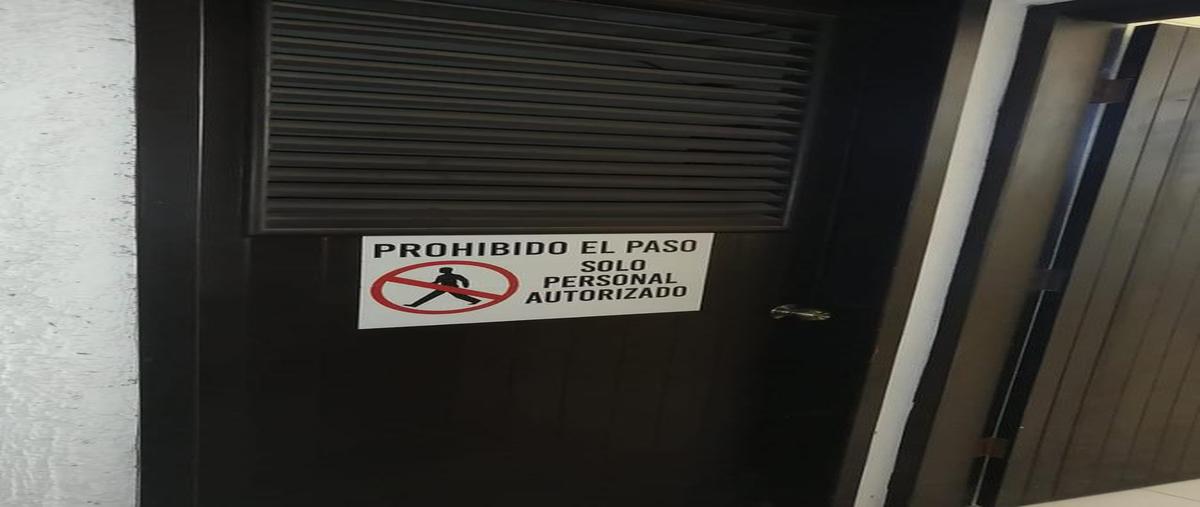 PROHIBIDO EL PASO
SOLO
PERSONAL
AUTORIZADO